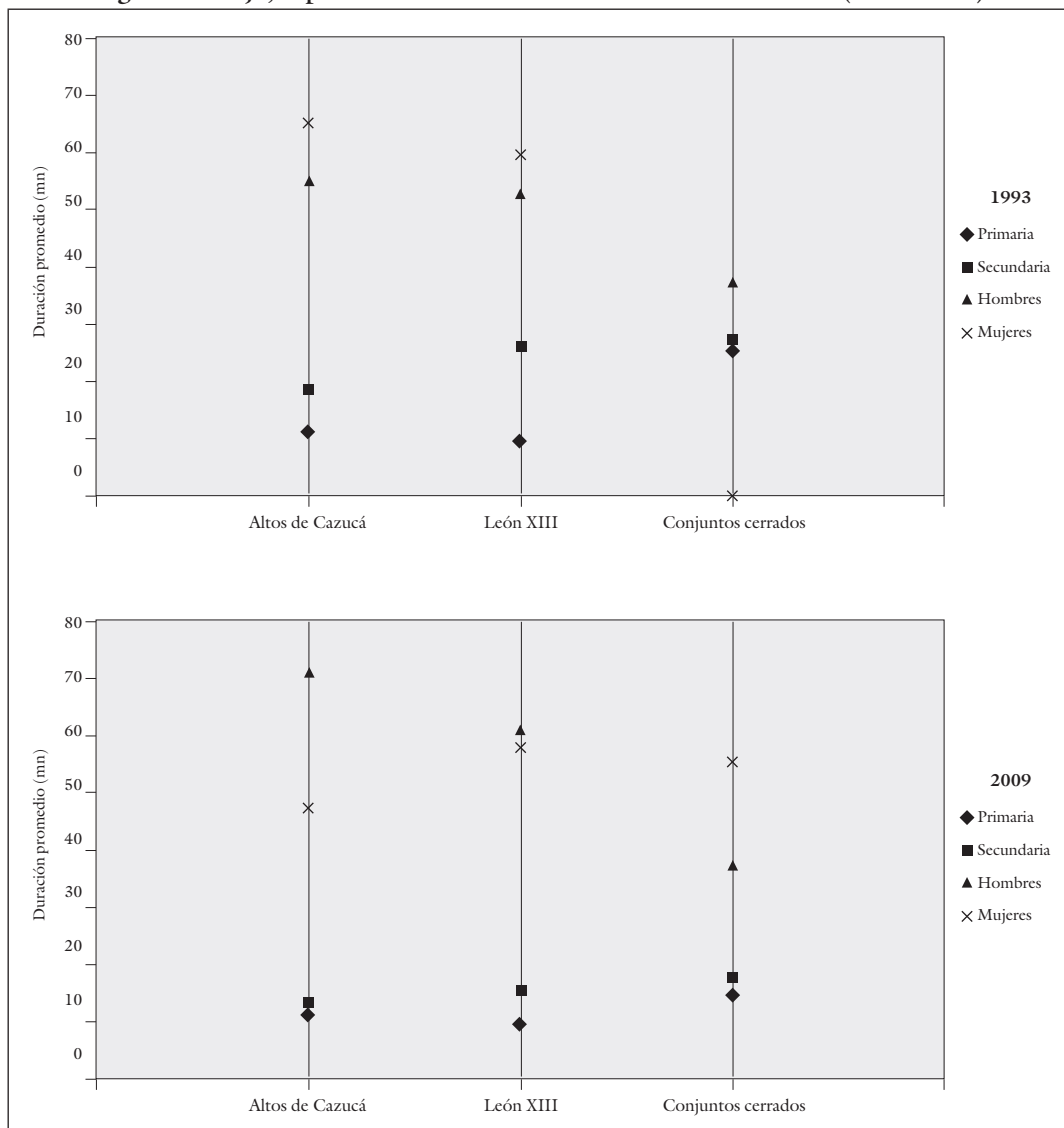 80
70
60
50
40
30
20
10
0
Duración promedio (mn)
Altos de Cazucá León XIII Conjuntos cerrados
1993
Primaria
Secundaria
Hombres
Mujeres
80
70
60
50
40
30
20
10
0
Duración promedio (mn)
Altos de Cazucá León XIII Conjuntos cerrados
2009
Primaria
Secundaria
Hombres
Mujeres